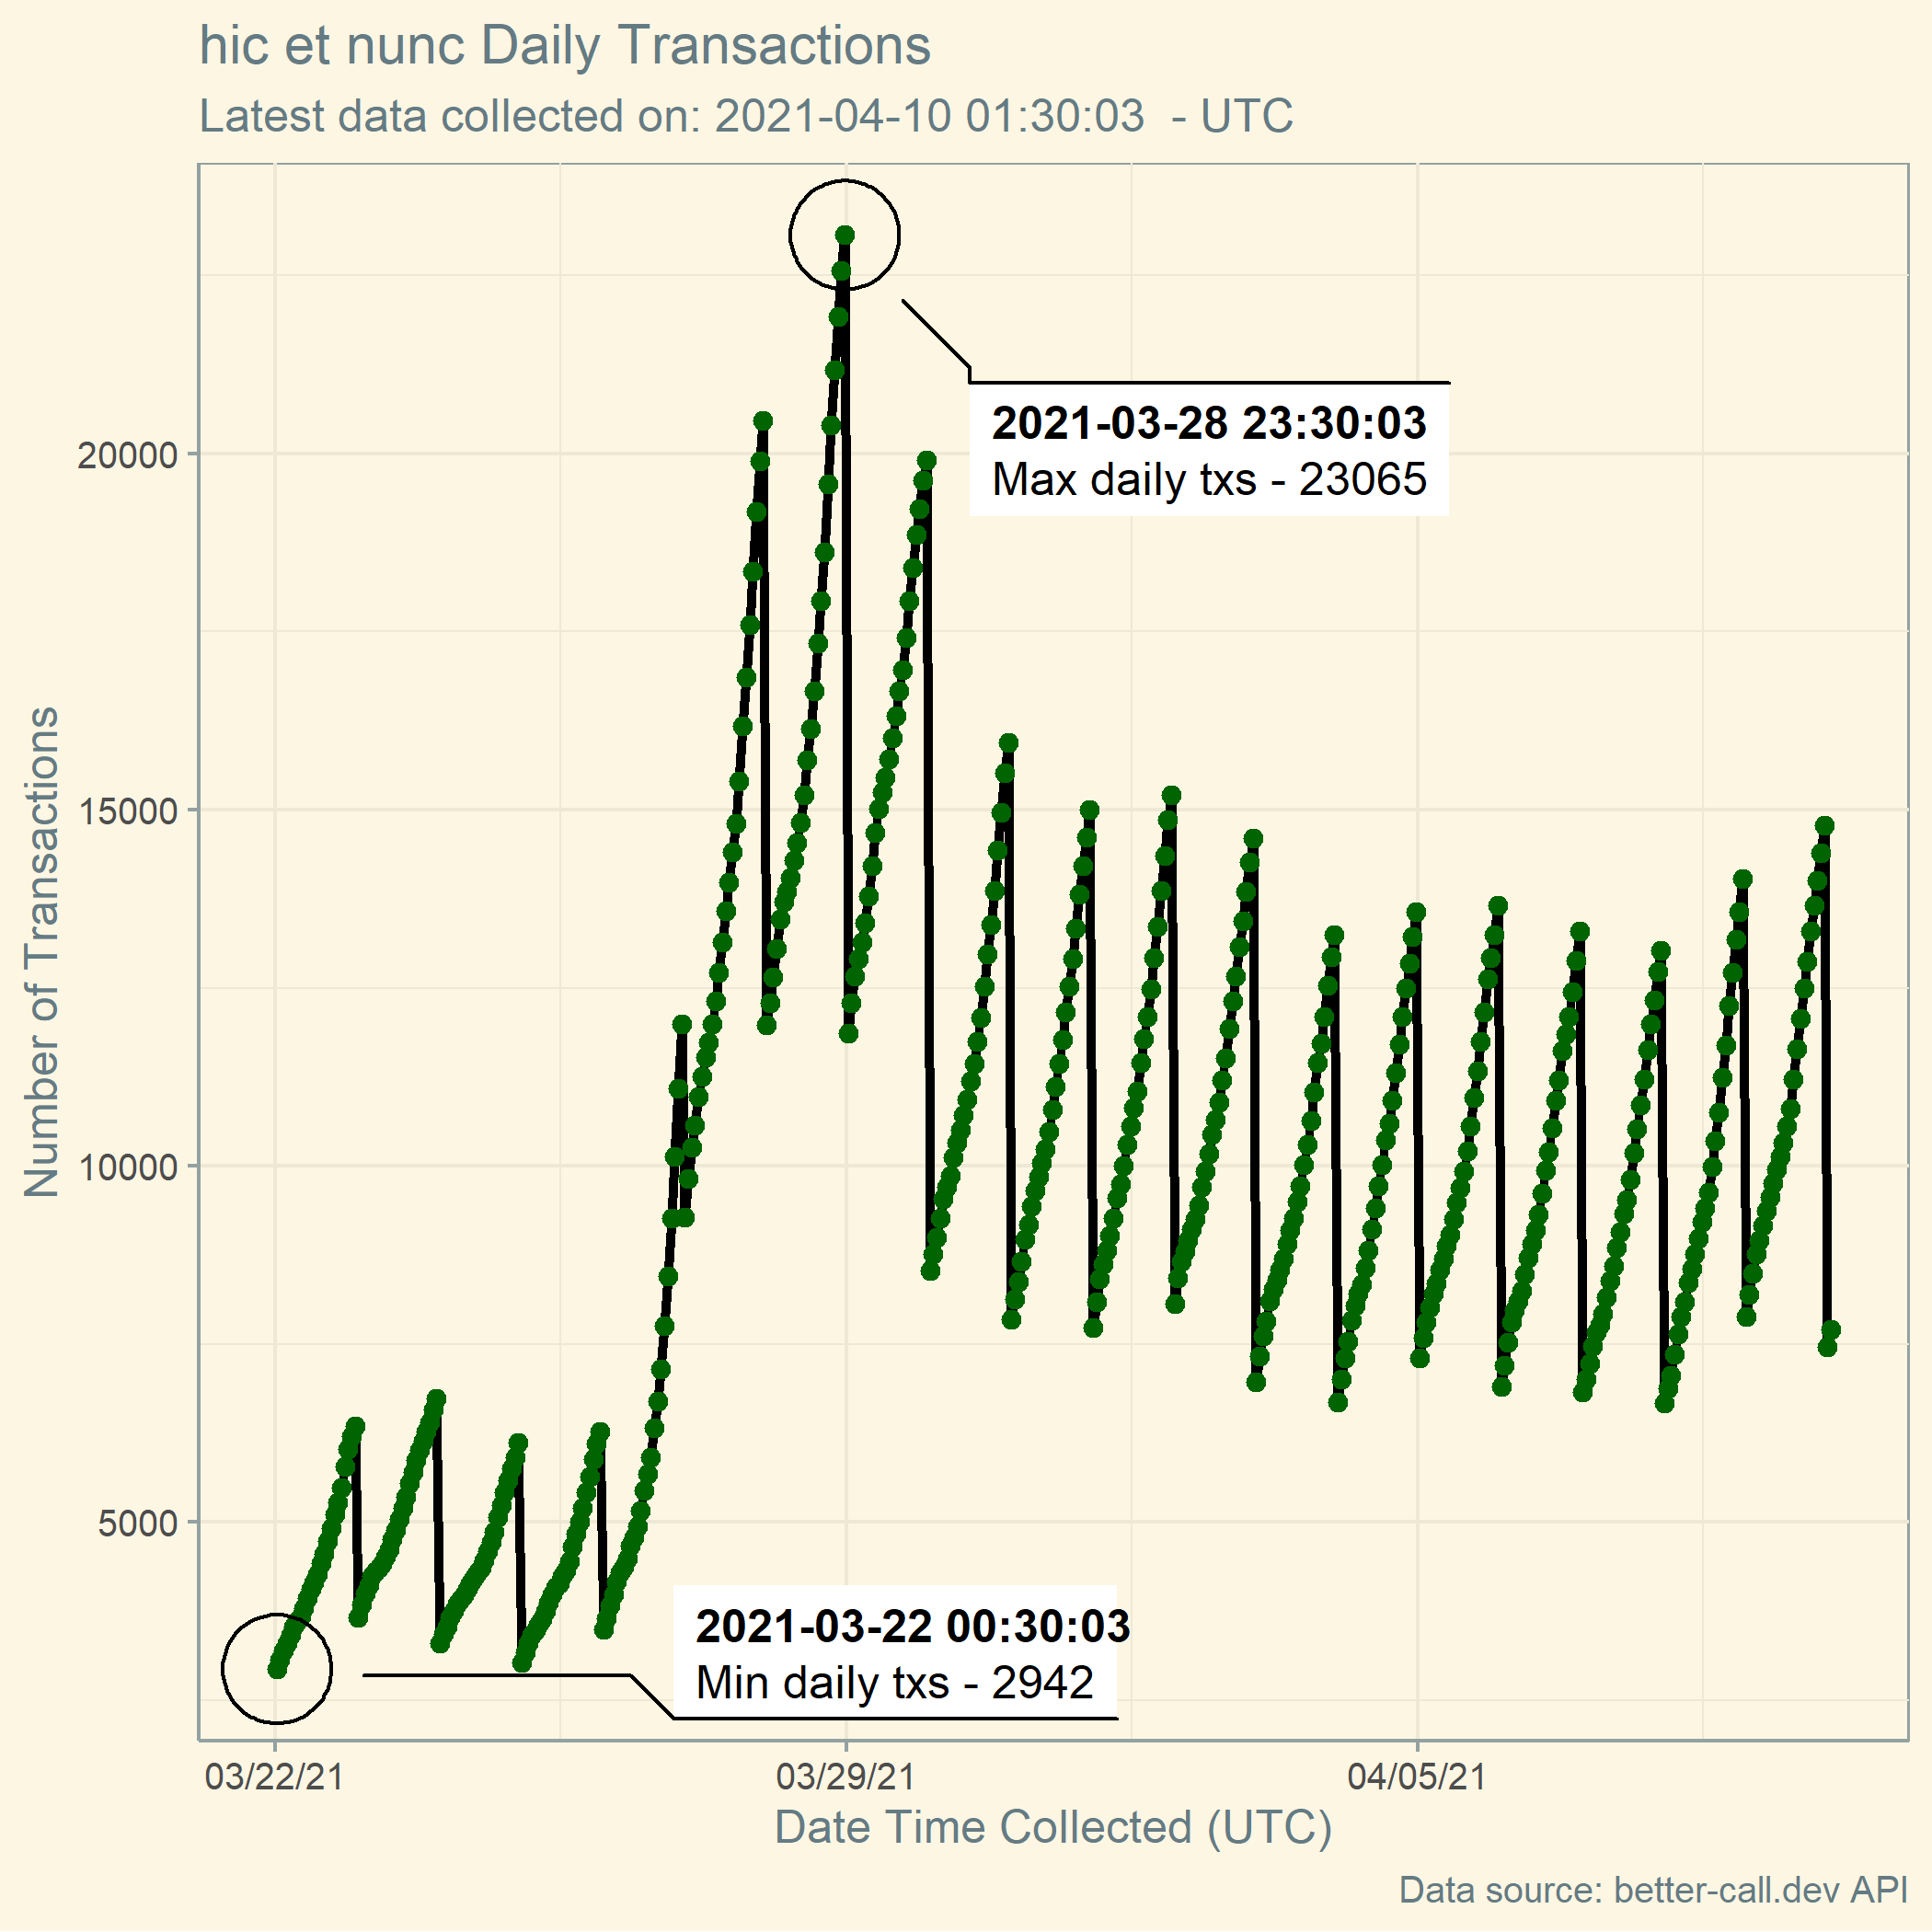 hic et nunc Daily Transactions
Latest data collected on: 2021-04-10 01:30:03  - UTC
Number of Transactions
20000
15000
10000
5000
2021-03-28 23:30:03
Max daily txs - 23065
2021-03-22 00:30:03
Min daily txs - 2942
03/22/21
03/29/21
04/05/21
Date Time Collected (UTC)
Data source: better-call.dev API